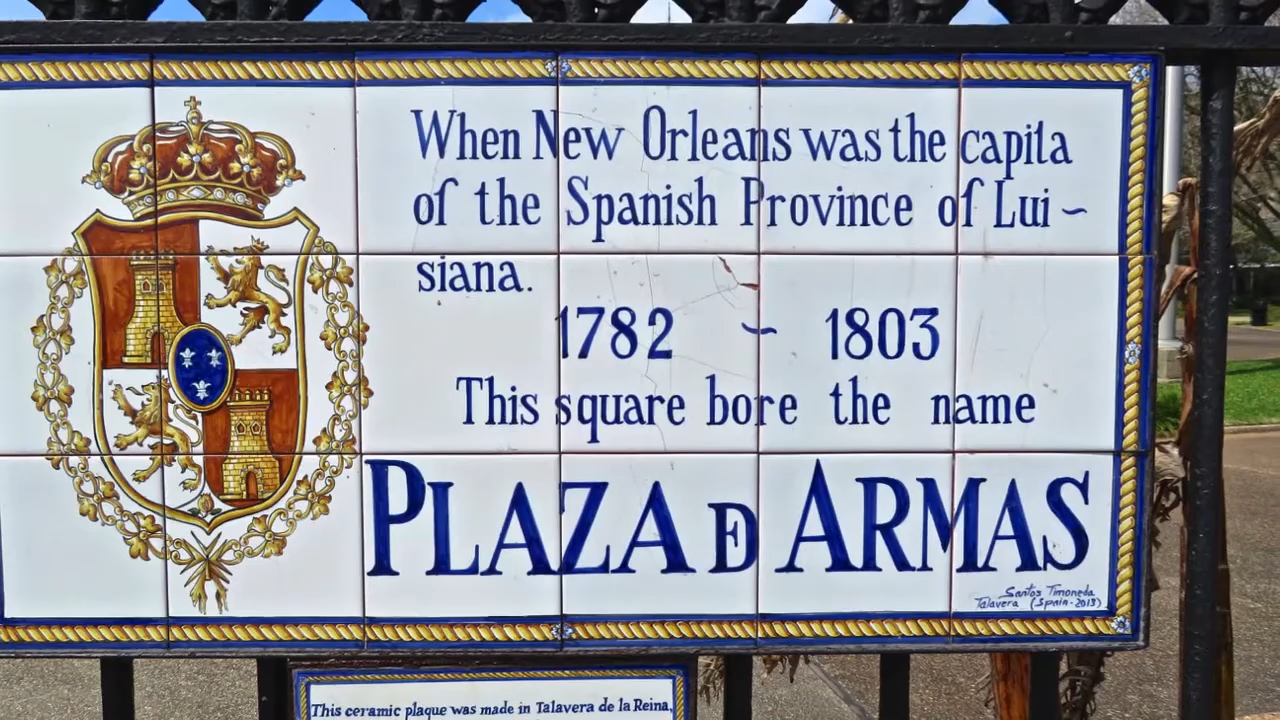 When New Orleans was the capita
of the Spanish Province of Lui~
siana.
1782 ~ 1803
This square bore the name
PLAZA Đ ARMAS
Santos Timoneda
Talavera (Spain-2013)
This ceramic plaque was made in Talavera de la Reina,